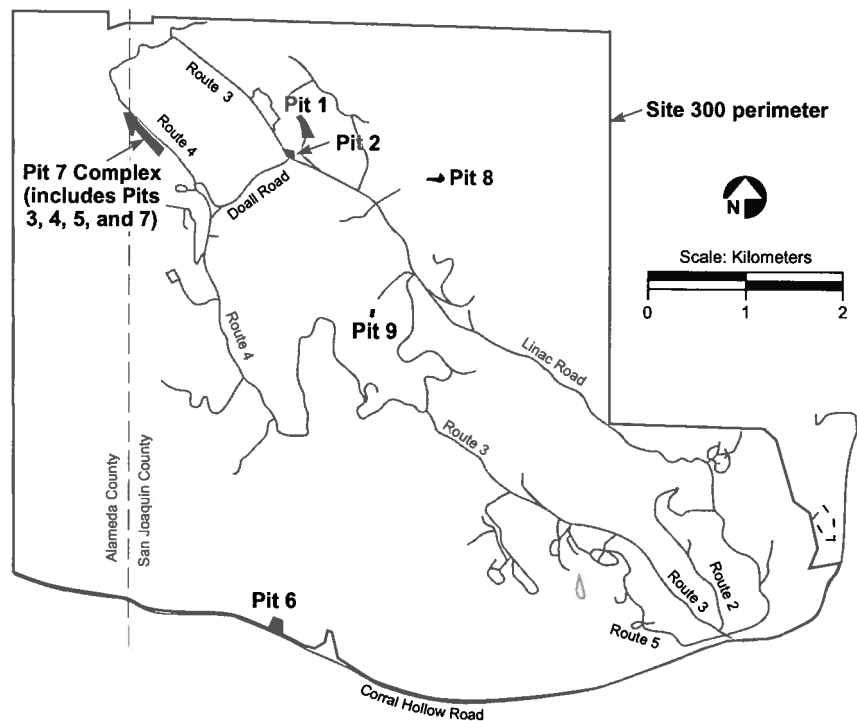 Route 3
Pit 1
Site 300 perimeter
Pit 2
Route 4
Pit 7 Complex
(includes Pits
3, 4, 5, and 7)
Doall Road
Pit 8
N
Scale: Kilometers
0 1 2
Pit 9
Route 4
Linac Road
Route 3
Alameda County
San Joaquin County
Pit 6
Route 3
Route 2
Route 5
Corral Hollow Road